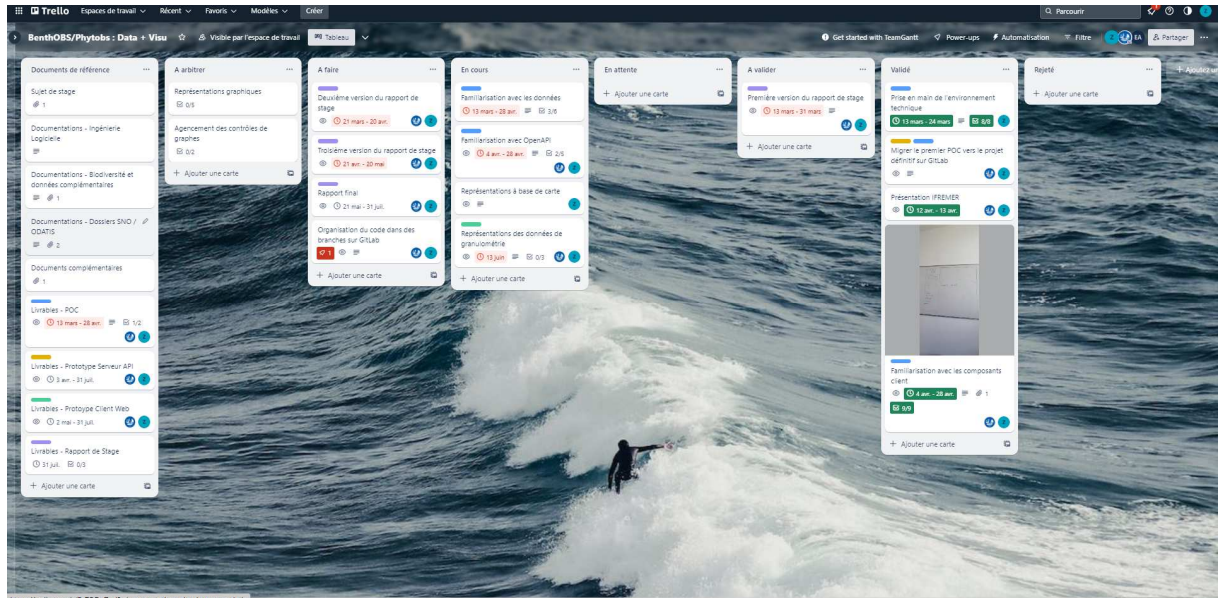 Trello Espaces de travail Récent Favoris Modèles Créer Parcourir
BenthOBS/Phytobs : Data + Visu Visible par l'espace de travail Tableau Get started with TeamGantt Power-ups Automatisation Filtre EA Partager
Documents de référence
Sujet de stage
1
Documentations - Ingénierie
Logicielle
Documentations - Biodiversité et
données complémentaires
1
Documentations - Dossiers SNO /
ODATIS
2
Documents complémentaires
1
Livrables - POC
13 mars - 28 avr. 1/2
Livrables - Prototype Serveur API
3 avr. - 31 juil.
Livrables - Protoype Client Web
2 mai - 31 juil.
Livrables - Rapport de Stage
31 juil. 0/3
+ Ajouter une carte
A arbitrer
Représentations graphiques
Agencement des contrôles de
graphes
0/2
+ Ajouter une carte
A faire
Deuxième version du rapport de
stage
21 mars - 20 avr.
Troisième version du rapport de stage
21 avr. - 20 mai
Rapport final
21 mai - 31 juil.
Organisation du code dans des
branches sur GitLab
1
+ Ajouter une carte
En cours
Familiarisation avec les données
13 mars - 28 avr. 3/6
Familiarisation avec OpenAPI
4 avr. - 28 avr. 2/5
Représentations à base de carte
Représentations des données de
granulométrie
13 juin 0/3
+ Ajouter une carte
En attente
+ Ajouter une carte
A valider
Première version du rapport de stage
13 mars - 31 mars
+ Ajouter une carte
Validé
Prise en main de l'environnement
technique
13 mars - 24 mars 8/8
Migrer le premier POC vers le projet
définitif sur GitLab
Présentation IFREMER
12 avr. - 13 avr.
Familiarisation avec les composants
client
4 avr. - 28 avr. 1
9/9
+ Ajouter une carte
Rejeté
+ Ajouter une carte